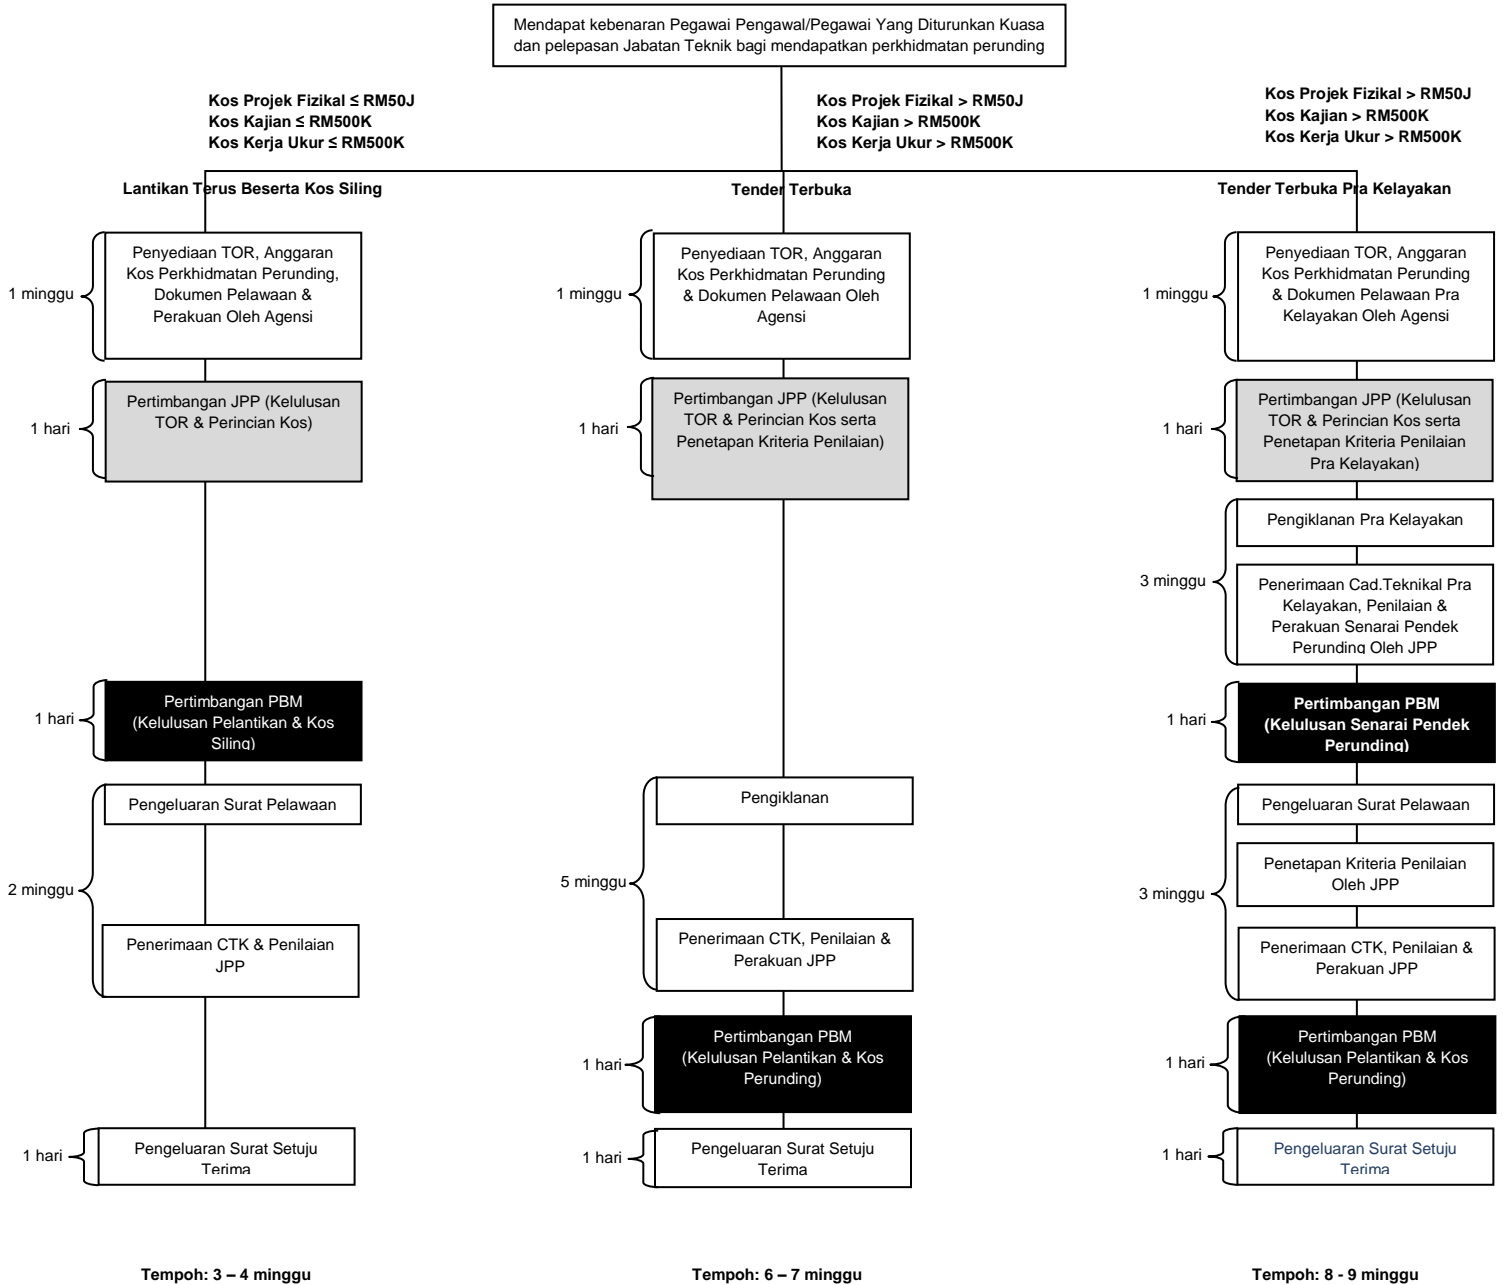 Mendapat kebenaran Pegawai Pengawal/Pegawai Yang Diturunkan Kuasa
dan pelepasan Jabatan Teknik bagi mendapatkan perkhidmatan perunding
Kos Projek Fizikal ≤ RM50J
Kos Kajian ≤ RM500K
Kos Kerja Ukur ≤ RM500K
Kos Projek Fizikal > RM50J
Kos Kajian > RM500K
Kos Kerja Ukur > RM500K
Kos Projek Fizikal > RM50J
Kos Kajian > RM500K
Kos Kerja Ukur > RM500K
Lantikan Terus Beserta Kos Siling
1 minggu
Penyediaan TOR, Anggaran
Kos Perkhidmatan Perunding,
Dokumen Pelawaan &
Perakuan Oleh Agensi
1 hari
Pertimbangan JPP (Kelulusan
TOR & Perincian Kos)
1 hari
Pertimbangan PBM
(Kelulusan Pelantikan & Kos
Siling)
2 minggu
Pengeluaran Surat Pelawaan
Penerimaan CTK & Penilaian
JPP
1 hari
Pengeluaran Surat Setuju
Terima
Tempoh: 3 – 4 minggu
Tender Terbuka
1 minggu
Penyediaan TOR, Anggaran
Kos Perkhidmatan Perunding
& Dokumen Pelawaan Oleh
Agensi
1 hari
Pertimbangan JPP (Kelulusan
TOR & Perincian Kos serta
Penetapan Kriteria Penilaian)
5 minggu
Pengiklanan
Penerimaan CTK, Penilaian &
Perakuan JPP
1 hari
Pertimbangan PBM
(Kelulusan Pelantikan & Kos
Perunding)
1 hari
Pengeluaran Surat Setuju
Terima
Tempoh: 6 – 7 minggu
Tender Terbuka Pra Kelayakan
1 minggu
Penyediaan TOR, Anggaran
Kos Perkhidmatan Perunding
& Dokumen Pelawaan Pra
Kelayakan Oleh Agensi
1 hari
Pertimbangan JPP (Kelulusan
TOR & Perincian Kos serta
Penetapan Kriteria Penilaian
Pra Kelayakan)
3 minggu
Pengiklanan Pra Kelayakan
Penerimaan Cad.Teknikal Pra
Kelayakan, Penilaian &
Perakuan Senarai Pendek
Perunding Oleh JPP
1 hari
Pertimbangan PBM
(Kelulusan Senarai Pendek
Perunding)
3 minggu
Pengeluaran Surat Pelawaan
Penetapan Kriteria Penilaian
Oleh JPP
Penerimaan CTK, Penilaian &
Perakuan JPP
1 hari
Pertimbangan PBM
(Kelulusan Pelantikan & Kos
Perunding)
1 hari
Pengeluaran Surat Setuju
Terima
Tempoh: 8 - 9 minggu